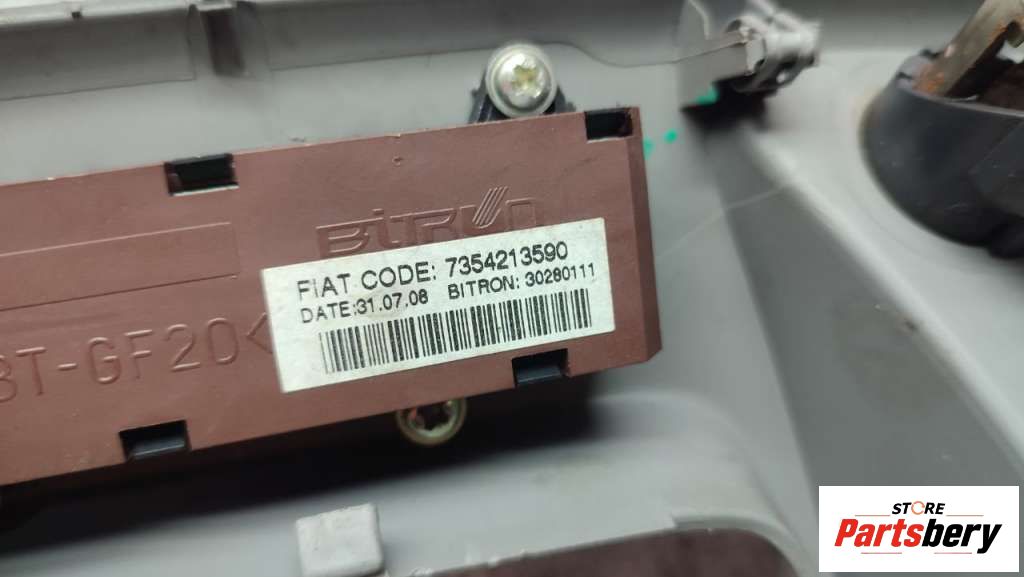 BiTRON
FIAT CODE: 7354213590
DATE:31.07.08 BITRON: 30280111
BT-GF20<
STORE
Partsbery